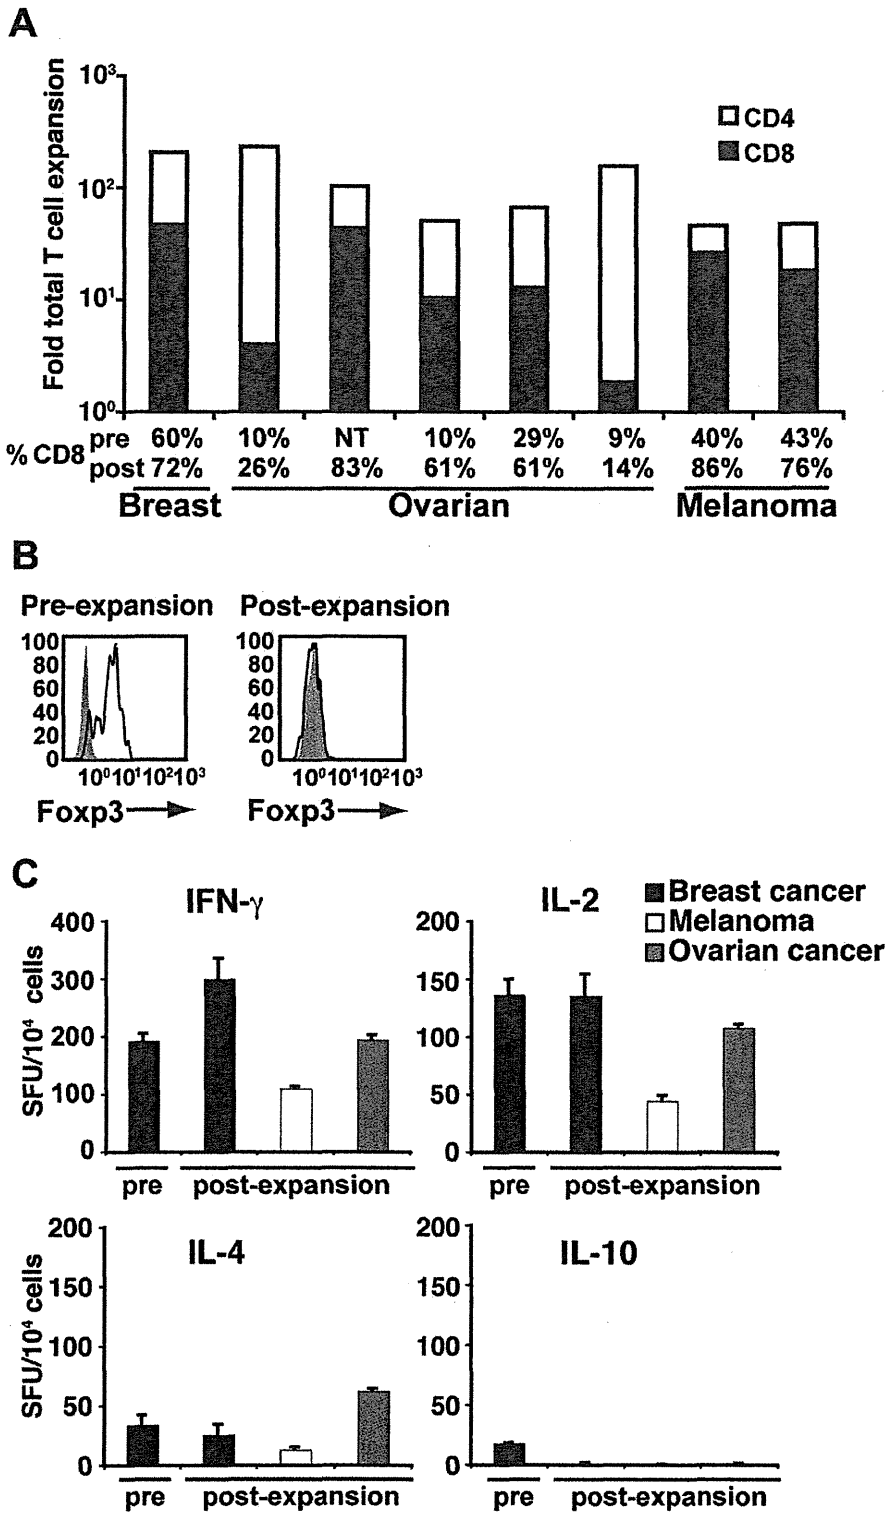 A
Fold total T cell expansion
10³
10²
10¹
10⁰
CD4
CD8
% CD8
pre 60% 10% NT 10% 29% 9% 40% 43%
post 72% 26% 83% 61% 61% 14% 86% 76%
Breast Ovarian Melanoma
B
Pre-expansion Post-expansion
100 100
80 80
60 60
40 40
20 20
0 0
10⁰10¹10²10³ 10⁰10¹10²10³
Foxp3 Foxp3
C
IFN-γ
SFU/10⁴ cells
400
300
200
100
0
pre post-expansion
IL-2
200
150
100
50
0
pre post-expansion
Breast cancer
Melanoma
Ovarian cancer
IL-4
SFU/10⁴ cells
200
150
100
50
0
pre post-expansion
IL-10
200
150
100
50
0
pre post-expansion